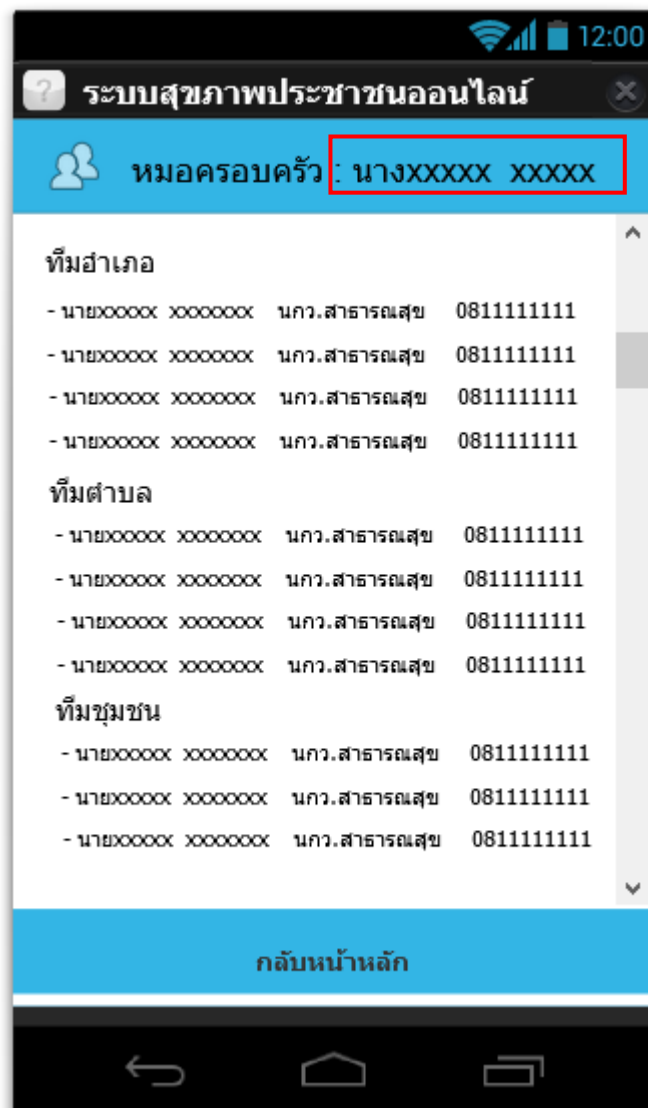 12:00
? ระบบสุขภาพประชาชนออนไลน์
หมอครอบครัว : นางxxxxx xxxxx
ทีมอำเภอ
- นายxxxxx xxxxxxx นกว.สาธารณสุข 0811111111
- นายxxxxx xxxxxxx นกว.สาธารณสุข 0811111111
- นายxxxxx xxxxxxx นกว.สาธารณสุข 0811111111
- นายxxxxx xxxxxxx นกว.สาธารณสุข 0811111111
ทีมตำบล
- นายxxxxx xxxxxxx นกว.สาธารณสุข 0811111111
- นายxxxxx xxxxxxx นกว.สาธารณสุข 0811111111
- นายxxxxx xxxxxxx นกว.สาธารณสุข 0811111111
- นายxxxxx xxxxxxx นกว.สาธารณสุข 0811111111
ทีมชุมชน
- นายxxxxx xxxxxxx นกว.สาธารณสุข 0811111111
- นายxxxxx xxxxxxx นกว.สาธารณสุข 0811111111
- นายxxxxx xxxxxxx นกว.สาธารณสุข 0811111111
กลับหน้าหลัก